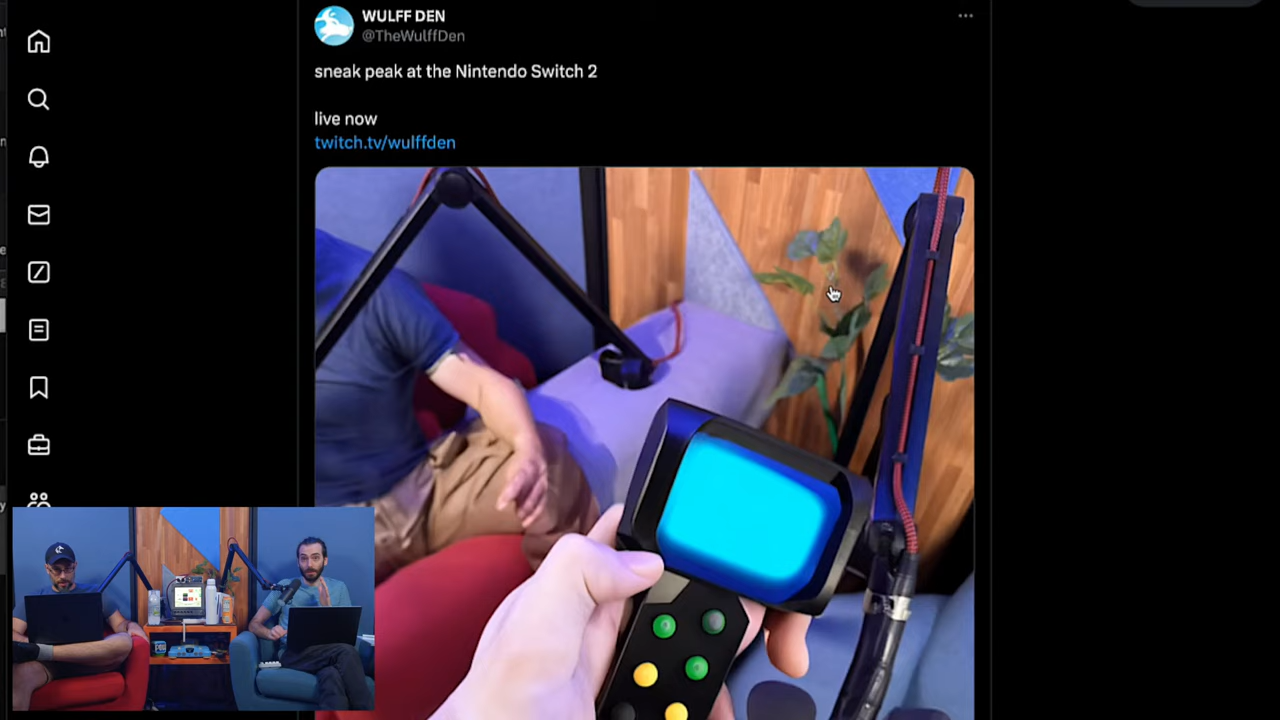 WULFF DEN
@TheWulffDen
sneak peak at the Nintendo Switch 2
live now
twitch.tv/wulffden